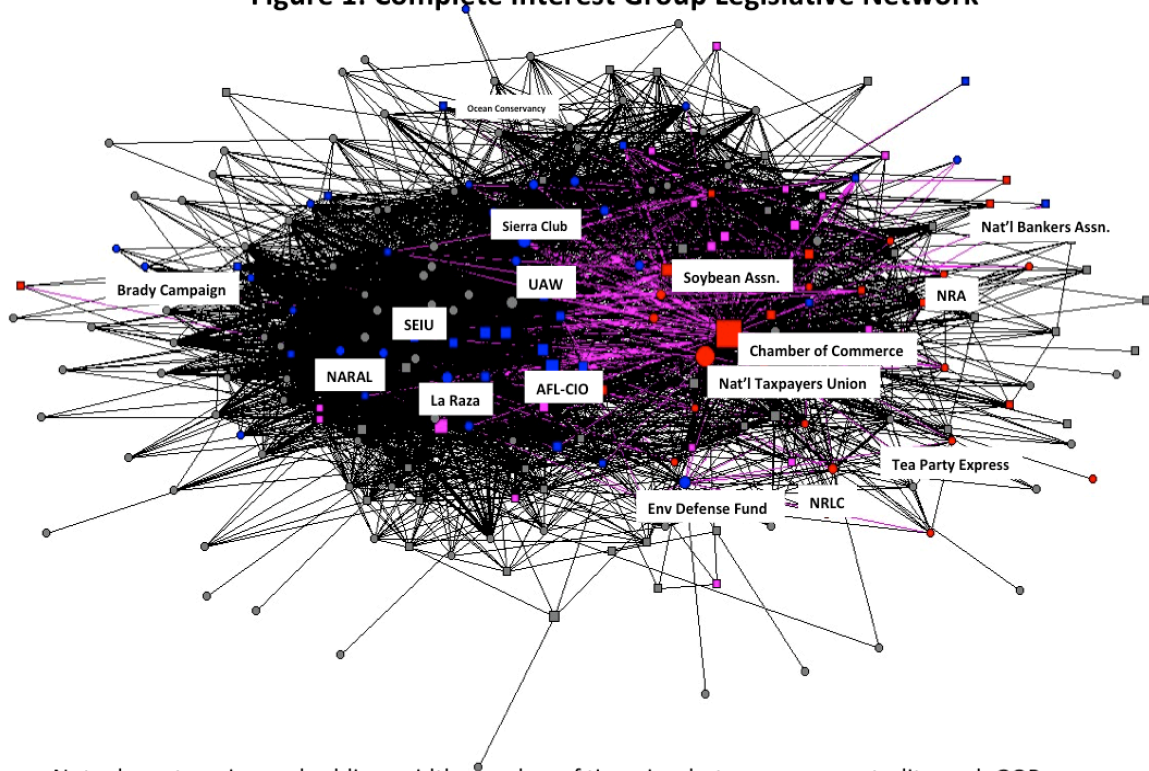 Figure 1: Complete Interest Group Legislative Network
Ocean Conservancy
Sierra Club
Nat’l Bankers Assn.
Soybean Assn.
UAW
Brady Campaign
NRA
SEIU
Chamber of Commerce
NARAL
Nat’l Taxpayers Union
AFL-CIO
La Raza
Tea Party Express
Env Defense Fund
NRLC